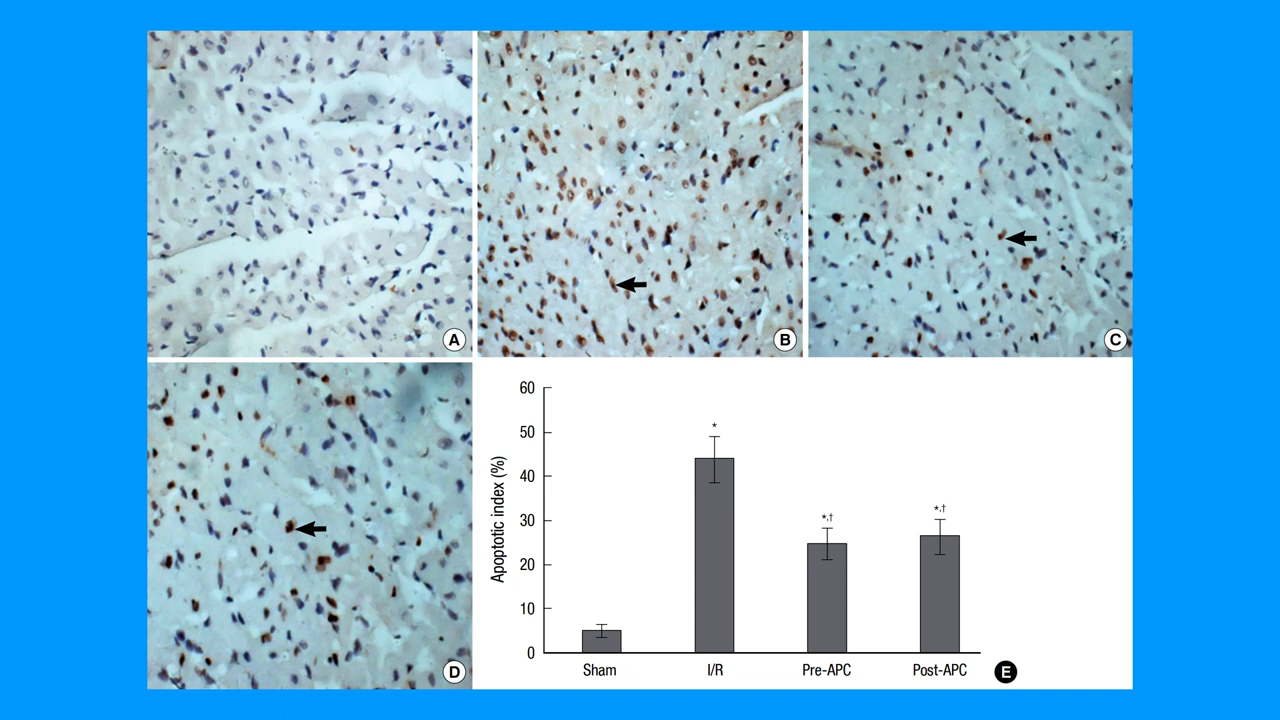 A
B
C
D
60
50
40
30
20
10
0
Apoptotic index (%)
*
*,†
*,†
Sham
I/R
Pre-APC
Post-APC
E